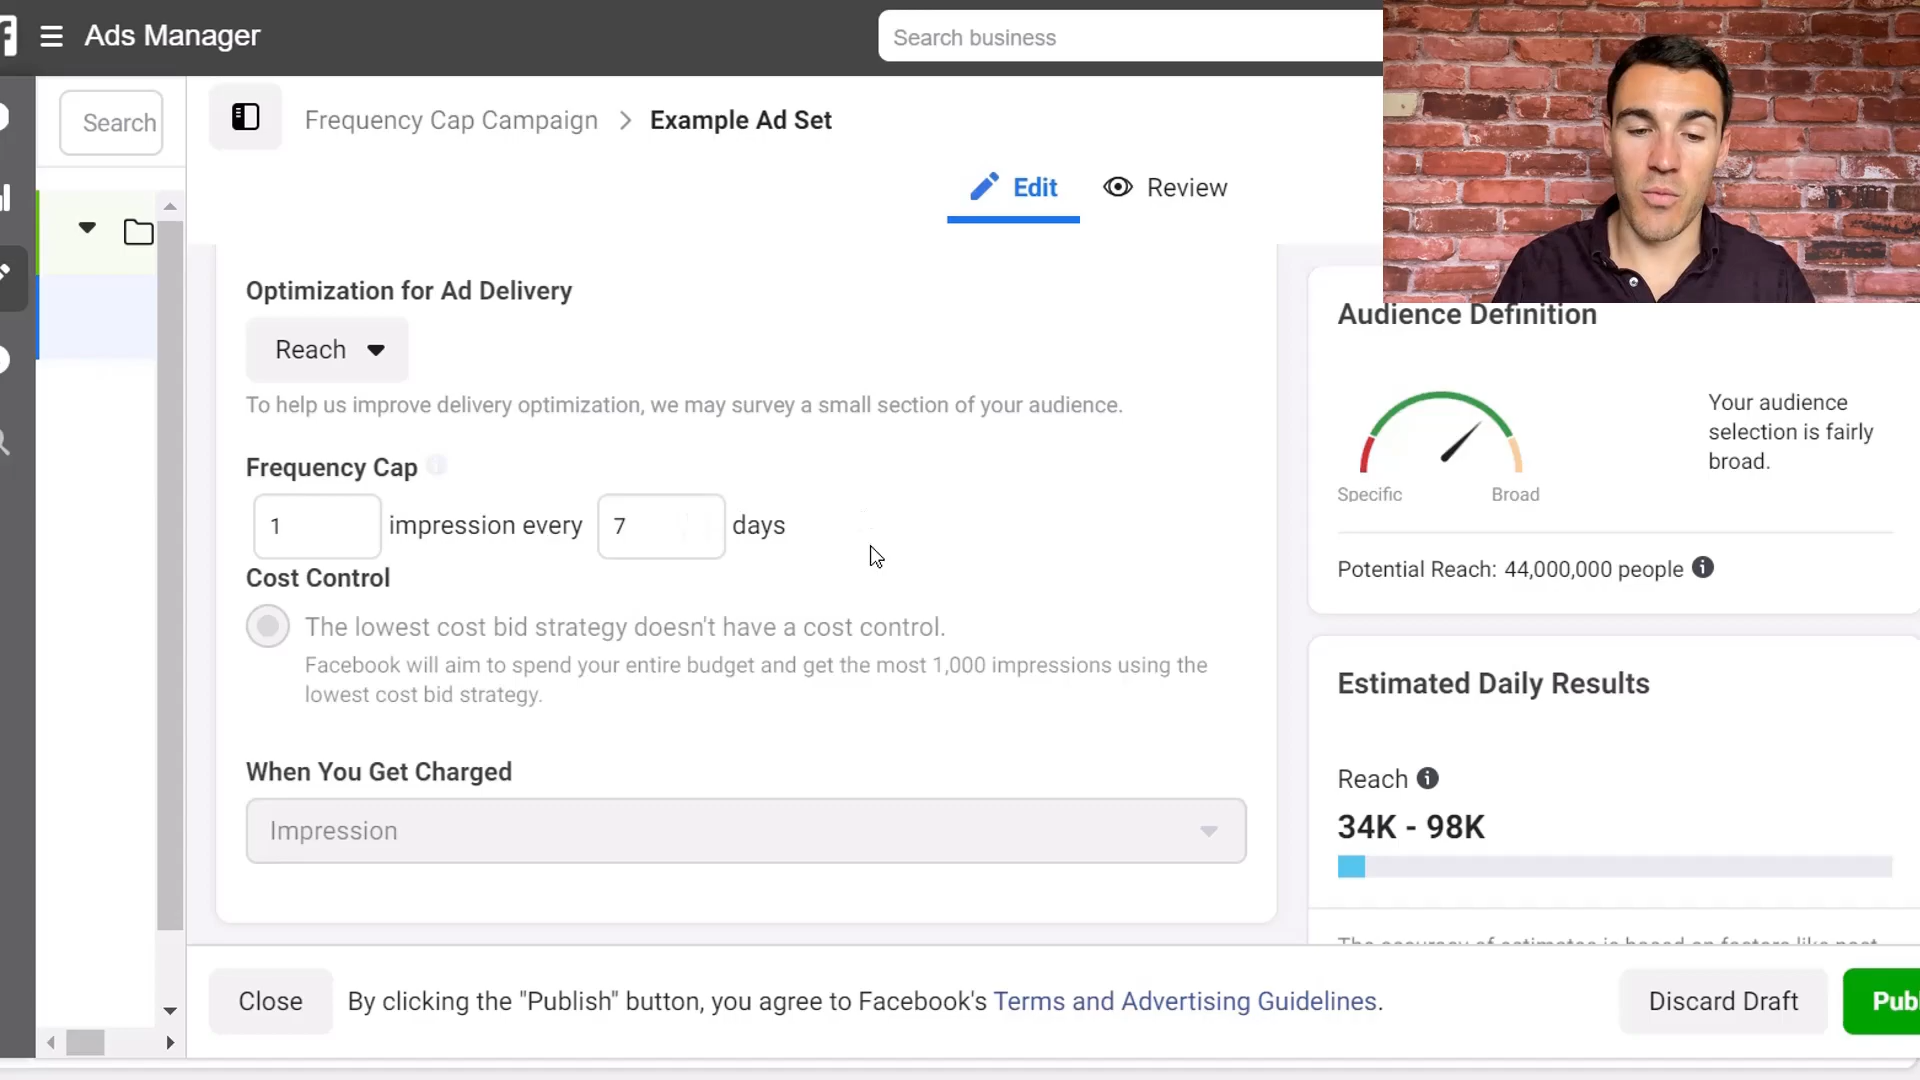 Ads Manager
Search business
Search
Frequency Cap Campaign > Example Ad Set
Edit
Review
Optimization for Ad Delivery
Reach
To help us improve delivery optimization, we may survey a small section of your audience.
Frequency Cap
1 impression every 7 days
Cost Control
The lowest cost bid strategy doesn't have a cost control.
Facebook will aim to spend your entire budget and get the most 1,000 impressions using the
lowest cost bid strategy.
When You Get Charged
Impression
Audience Definition
Your audience
selection is fairly
broad.
Specific
Broad
Potential Reach: 44,000,000 people
Estimated Daily Results
Reach
34K - 98K
Close
By clicking the "Publish" button, you agree to Facebook's Terms and Advertising Guidelines.
Discard Draft
Publ